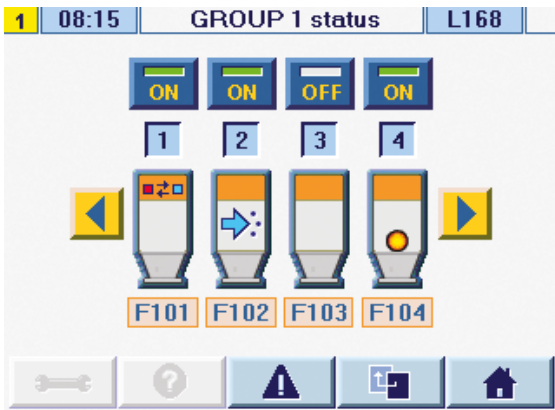 1 08:15 GROUP 1 status L168
ON ON OFF ON
1 2 3 4
F101 F102 F103 F104
?